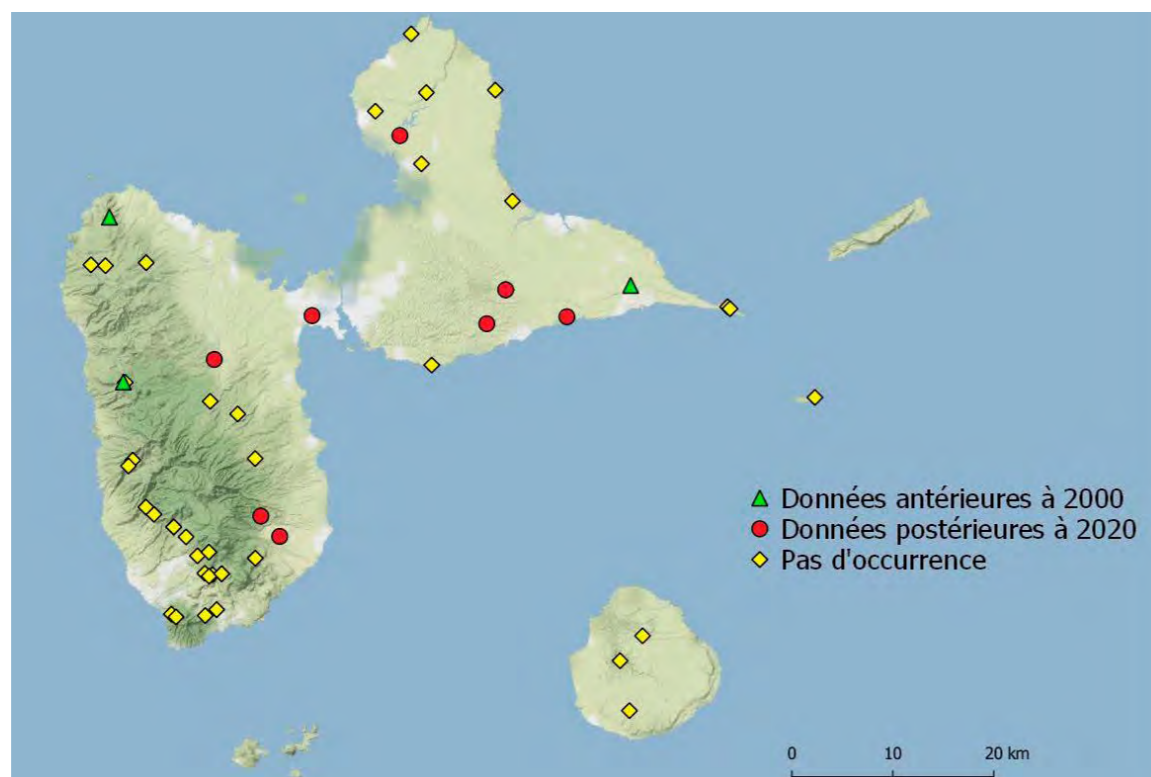 Données antérieures à 2000
Données postérieures à 2020
Pas d'occurrence
0 10 20 km